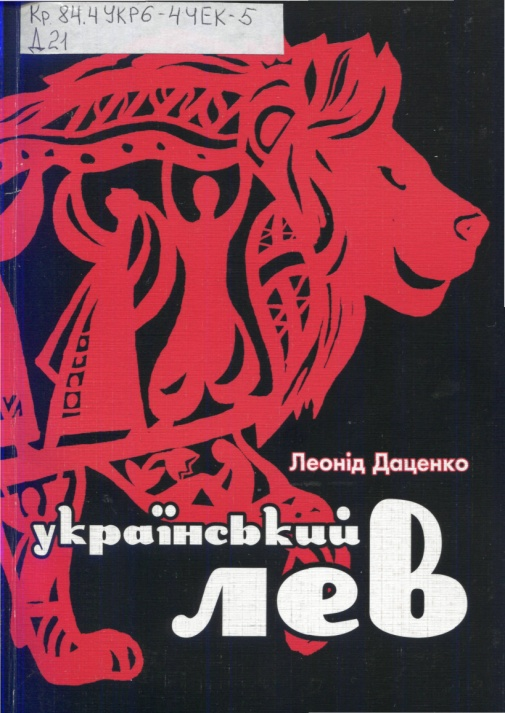 Кр. 84.4УКР6-4ЧЕК-5
Д21
Леонід Даценко
український
лев